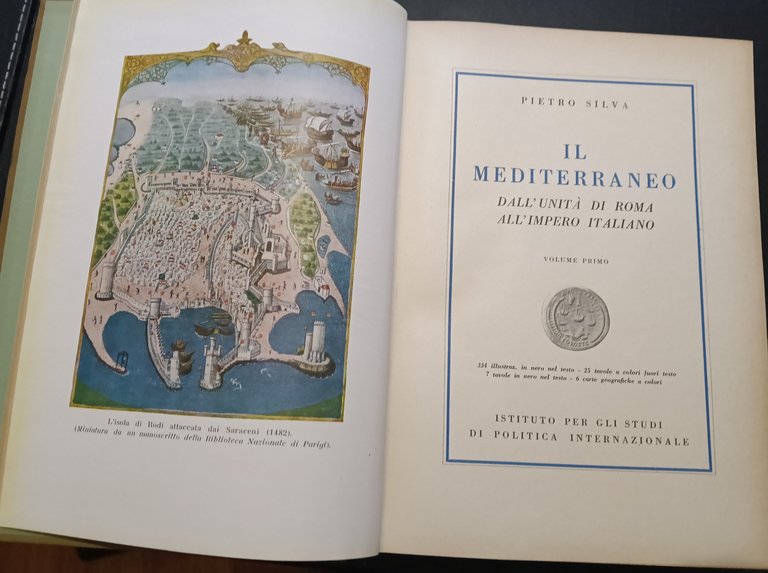 L'isola di Rodi attaccata dai Saraceni (1482).
(Miniatura da un manoscritto della Biblioteca Nazionale di Parigi).
PIETRO SILVA
IL
MEDITERRANEO
DALL'UNITÀ DI ROMA
ALL'IMPERO ITALIANO
VOLUME PRIMO
334 illustraz. in nero nel testo - 25 tavole a colori fuori testo
7 tavole in nero nel testo - 6 carte geografiche a colori
ISTITUTO PER GLI STUDI
DI POLITICA INTERNAZIONALE